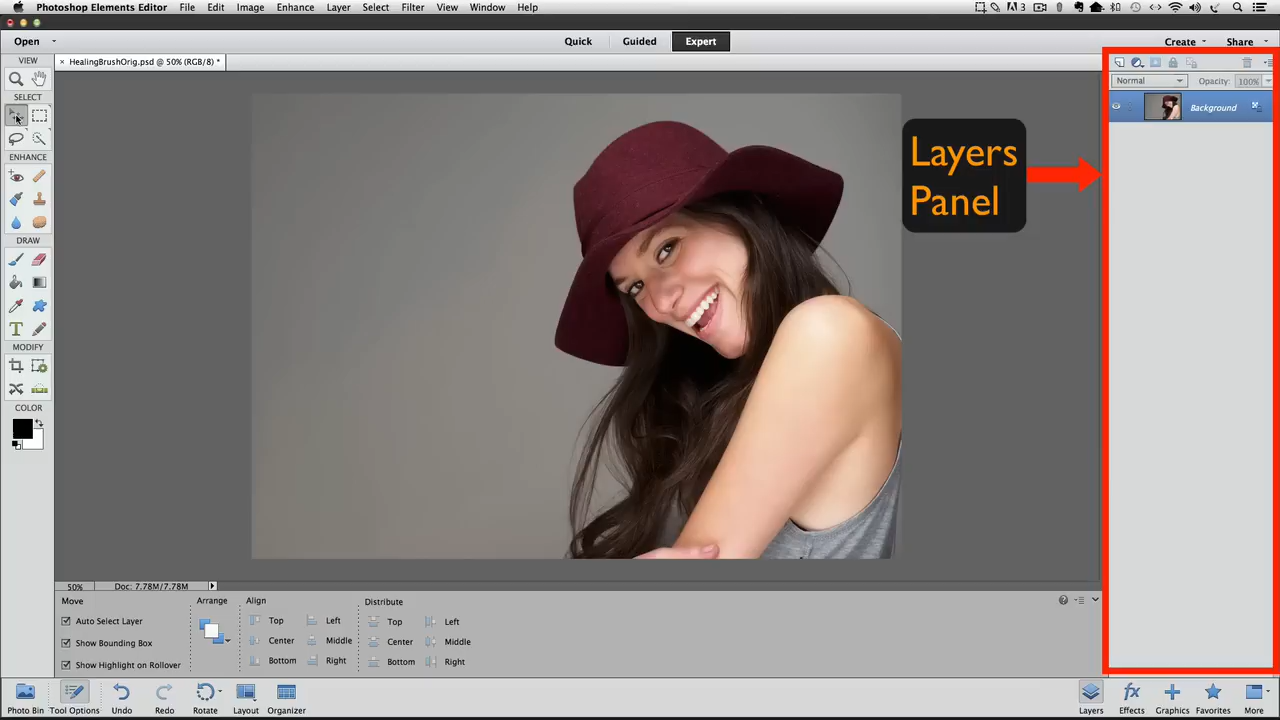 Photoshop Elements Editor File Edit Image Enhance Layer Select Filter View Window Help
3
Open Quick Guided Expert Create Share
VIEW
× HealingBrushOrig.psd @ 50% (RGB/8) *
SELECT
Normal Opacity: 100%
Background
Layers
Panel
ENHANCE
DRAW
T
MODIFY
COLOR
50% Doc: 7.78M/7.78M
Move Arrange Align Distribute
Auto Select Layer Top Left Top Left
Show Bounding Box Center Middle Center Middle
Show Highlight on Rollover Bottom Right Bottom Right
Photo Bin Tool Options Undo Redo Rotate Layout Organizer Layers fx Effects Graphics Favorites More